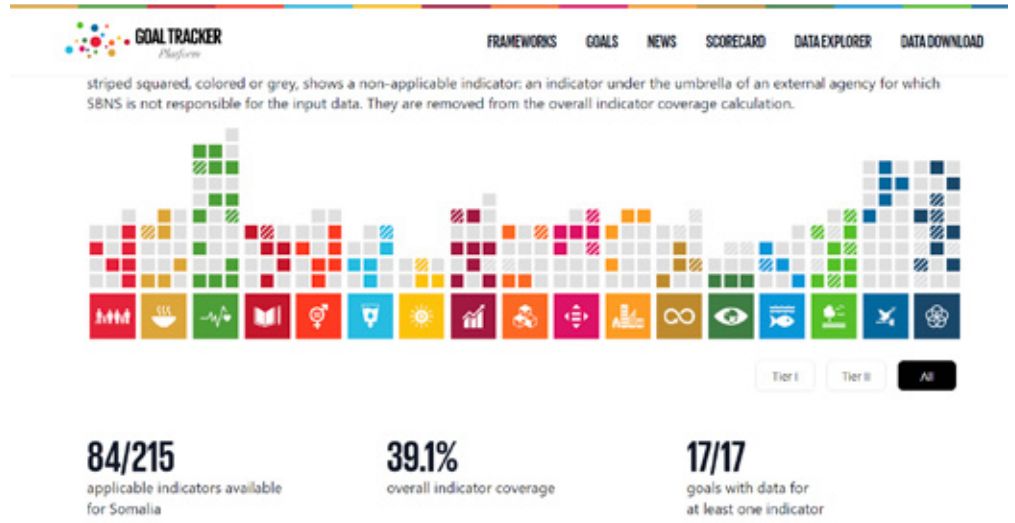 GOAL TRACKER
Platform
FRAMEWORKS GOALS NEWS SCORECARD DATA EXPLORER DATA DOWNLOAD
striped squared, colored or grey, shows a non-applicable indicator: an indicator under the umbrella of an external agency for which
SBNS is not responsible for the input data. They are removed from the overall indicator coverage calculation.
Tier I Tier II All
84/215
applicable indicators available
for Somalia
39.1%
overall indicator coverage
17/17
goals with data for
at least one indicator